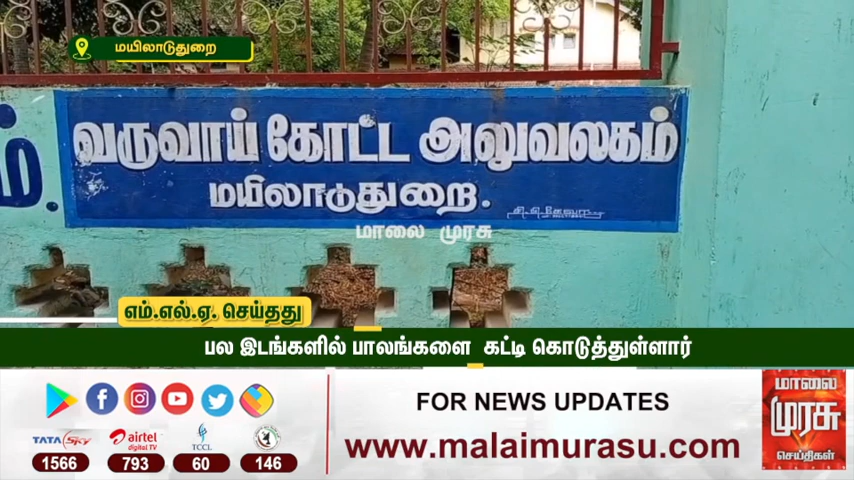 மயிலாடுதுறை
ம்.
வருவாய் கோட்ட அலுவலகம்
மயிலாடுதுறை.
மாலை முரசு
எம்.எல்.ஏ. செய்தது
பல இடங்களில் பாலங்களை கட்டி கொடுத்துள்ளார்
FOR NEWS UPDATES
www.malaimurasu.com
TATA SKY
1566
airtel
digital TV
793
TCCL
60
146
மாலை
முரசு
செய்திகள்